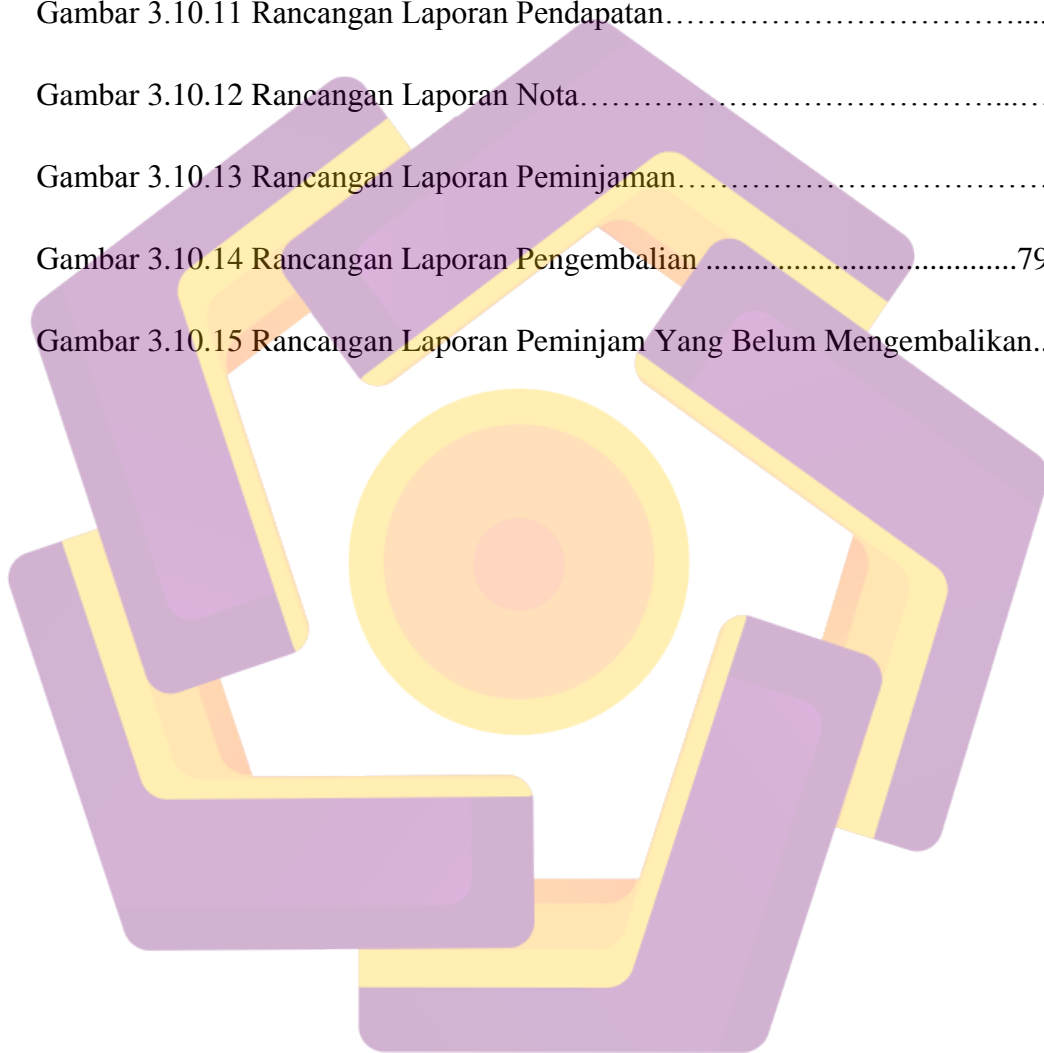 Gambar 3.10.11 Rancangan Laporan Pendapatan…………………………….....
Gambar 3.10.12 Rancangan Laporan Nota…………………………………...…
Gambar 3.10.13 Rancangan Laporan Peminjaman……………………………
Gambar 3.10.14 Rancangan Laporan Pengembalian .......................................79
Gambar 3.10.15 Rancangan Laporan Peminjam Yang Belum Mengembalikan..